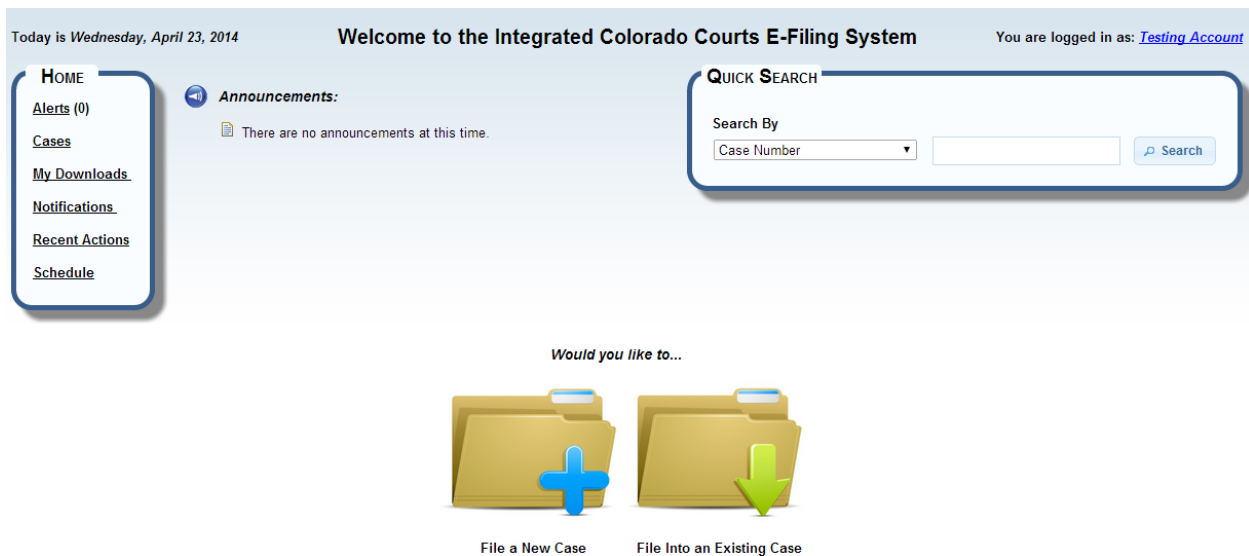 Today is Wednesday, April 23, 2014
Welcome to the Integrated Colorado Courts E-Filing System
You are logged in as: Testing Account
Home
Alerts (0)
Cases
My Downloads
Notifications
Recent Actions
Schedule
Announcements:
There are no announcements at this time.
Quick Search
Search By
Case Number
Search
Would you like to...
File a New Case
File Into an Existing Case